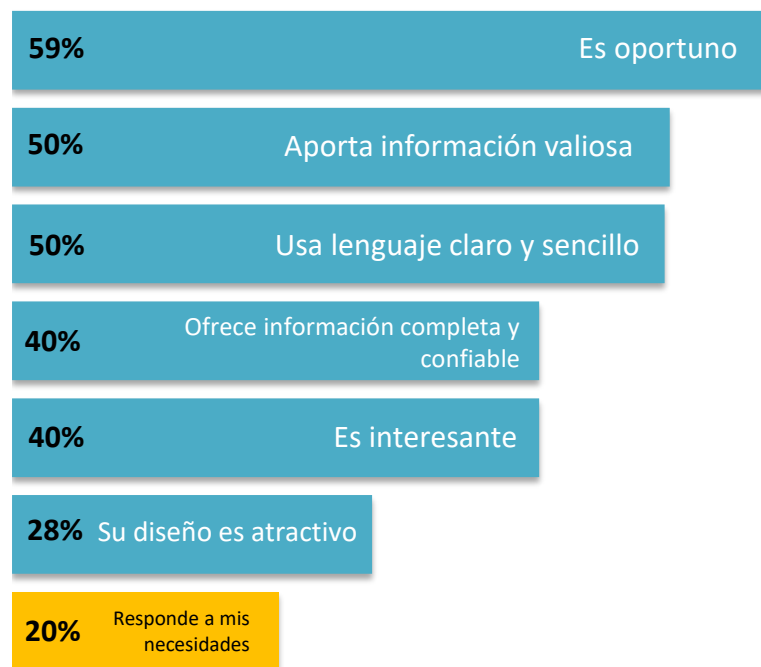 59% Es oportuno
50% Aporta información valiosa
50% Usa lenguaje claro y sencillo
40% Ofrece información completa y
confiable
40% Es interesante
28% Su diseño es atractivo
20% Responde a mis
necesidades